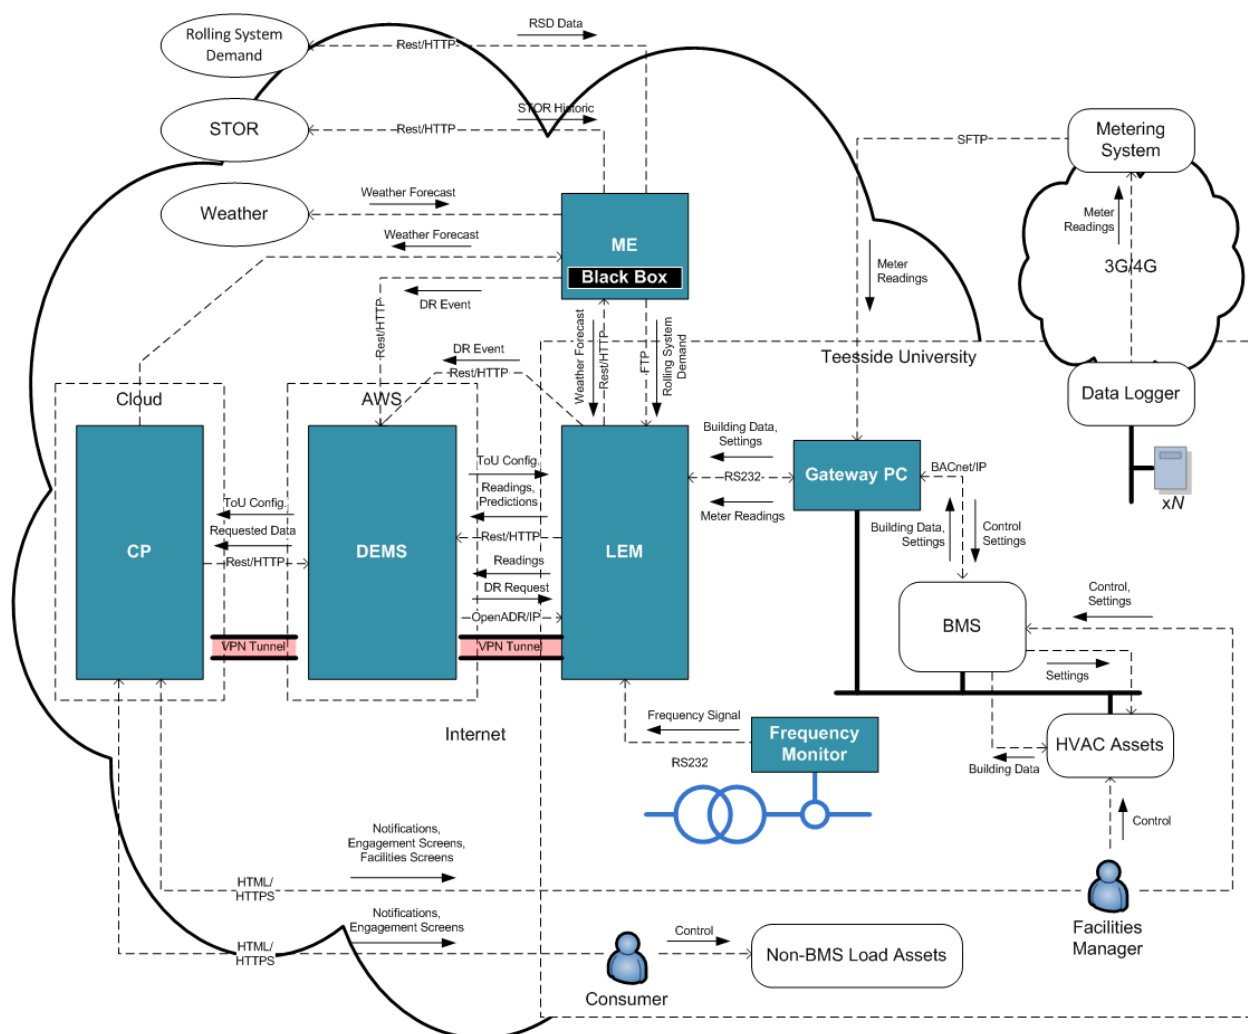 Rolling System
Demand
RSD Data
Rest/HTTP
STOR
STOR Historic
Rest/HTTP
Weather
Weather Forecast
Weather Forecast
ME
Black Box
DR Event
Rest/HTTP
Metering
System
SFTP
Meter
Readings
3G/4G
Meter
Readings
Data Logger
xN
Teesside University
Weather Forecast
Rest/HTTP
FTP
Rolling System
Demand
DR Event
Rest/HTTP
Cloud
AWS
CP
DEMS
LEM
ToU Config.
Requested Data
Rest/HTTP
VPN Tunnel
ToU Config.
Readings,
Predictions
Rest/HTTP
Readings
DR Request
OpenADR/IP
VPN Tunnel
Building Data,
Settings
RS232
Meter Readings
Gateway PC
BACnet/IP
Building Data,
Settings
Control
Settings
BMS
Control,
Settings
Settings
HVAC Assets
Building Data
Control
Internet
Frequency Signal
RS232
Frequency
Monitor
Notifications,
Engagement Screens,
Facilities Screens
HTML/
HTTPS
Facilities
Manager
Notifications,
Engagement Screens
HTML/
HTTPS
Consumer
Control
Non-BMS Load Assets